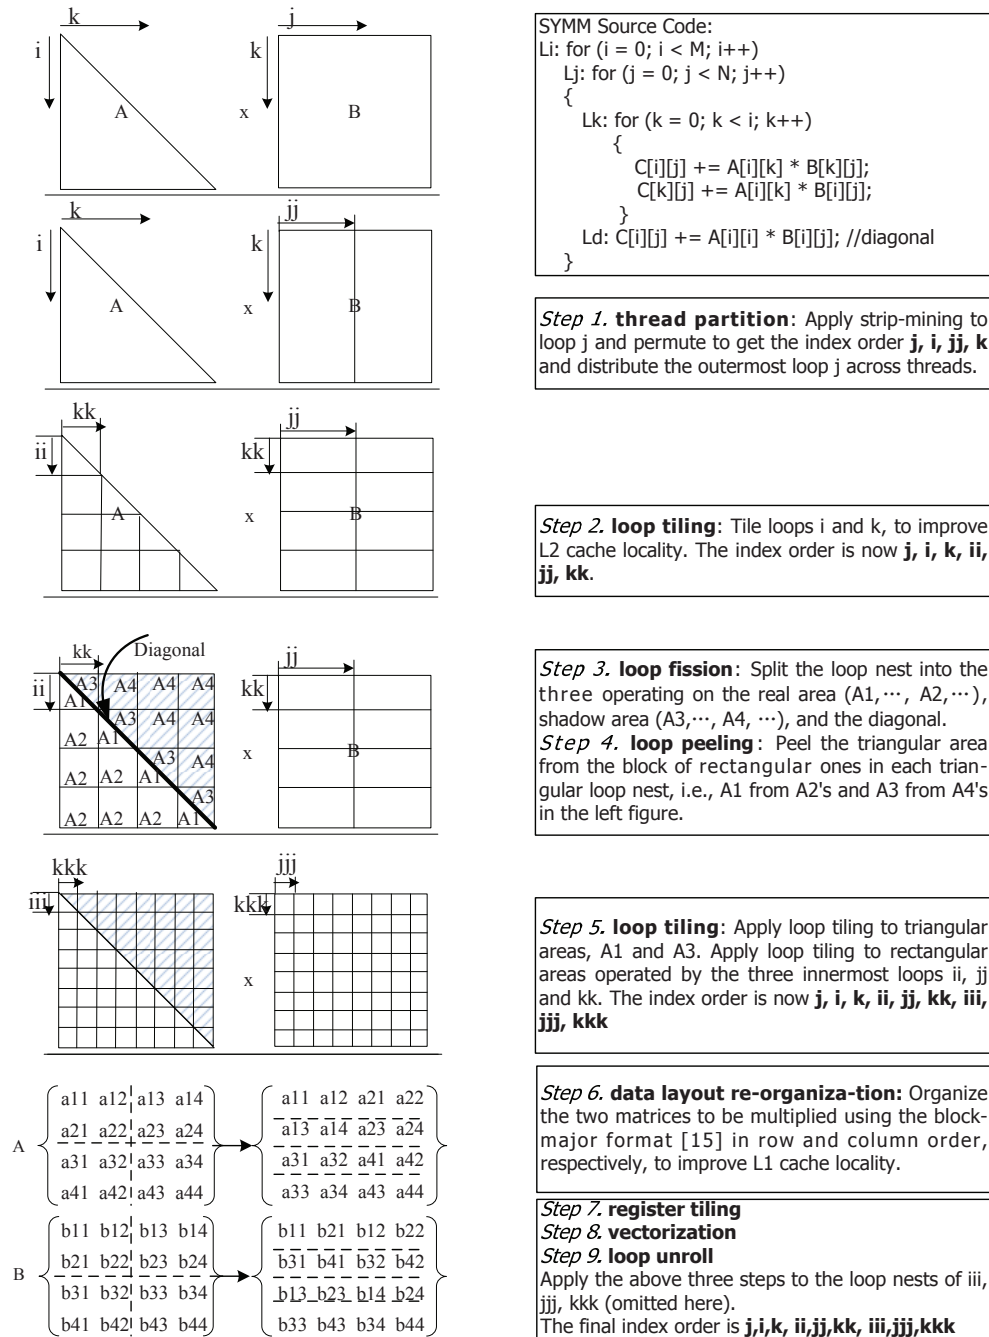 k
j
i
k
A
x
B
SYMM Source Code:
Li: for (i = 0; i < M; i++)
Lj: for (j = 0; j < N; j++)
{
Lk: for (k = 0; k < i; k++)
{
C[i][j] += A[i][k] * B[k][j];
C[k][j] += A[i][k] * B[i][j];
}
Ld: C[i][j] += A[i][i] * B[i][j]; //diagonal
}
k
jj
i
k
A
x
B
Step 1. thread partition: Apply strip-mining to
loop j and permute to get the index order j, i, jj, k
and distribute the outermost loop j across threads.
kk
jj
ii
kk
A
x
B
Step 2. loop tiling: Tile loops i and k, to improve
L2 cache locality. The index order is now j, i, k, ii,
jj, kk.
kk
Diagonal
jj
ii
kk
A3 A4 A4 A4
A1
A3 A4 A4
A2 A1
A3 A4
A2 A2 A1
A3
A2 A2 A2 A1
x
B
Step 3. loop fission: Split the loop nest into the
three operating on the real area (A1,⋯, A2,⋯),
shadow area (A3,⋯, A4, ⋯), and the diagonal.
Step 4. loop peeling: Peel the triangular area
from the block of rectangular ones in each trian-
gular loop nest, i.e., A1 from A2's and A3 from A4's
in the left figure.
kkk
jjj
iii
kkk
x
Step 5. loop tiling: Apply loop tiling to triangular
areas, A1 and A3. Apply loop tiling to rectangular
areas operated by the three innermost loops ii, jj
and kk. The index order is now j, i, k, ii, jj, kk, iii,
jjj, kkk
A
a11 a12 a13 a14
a21 a22 a23 a24
a31 a32 a33 a34
a41 a42 a43 a44
a11 a12 a21 a22
a13 a14 a23 a24
a31 a32 a41 a42
a33 a34 a43 a44
Step 6. data layout re-organiza-tion: Organize
the two matrices to be multiplied using the block-
major format [15] in row and column order,
respectively, to improve L1 cache locality.
B
b11 b12 b13 b14
b21 b22 b23 b24
b31 b32 b33 b34
b41 b42 b43 b44
b11 b21 b12 b22
b31 b41 b32 b42
b13 b23 b14 b24
b33 b43 b34 b44
Step 7. register tiling
Step 8. vectorization
Step 9. loop unroll
Apply the above three steps to the loop nests of iii,
jjj, kkk (omitted here).
The final index order is j,i,k, ii,jj,kk, iii,jjj,kkk